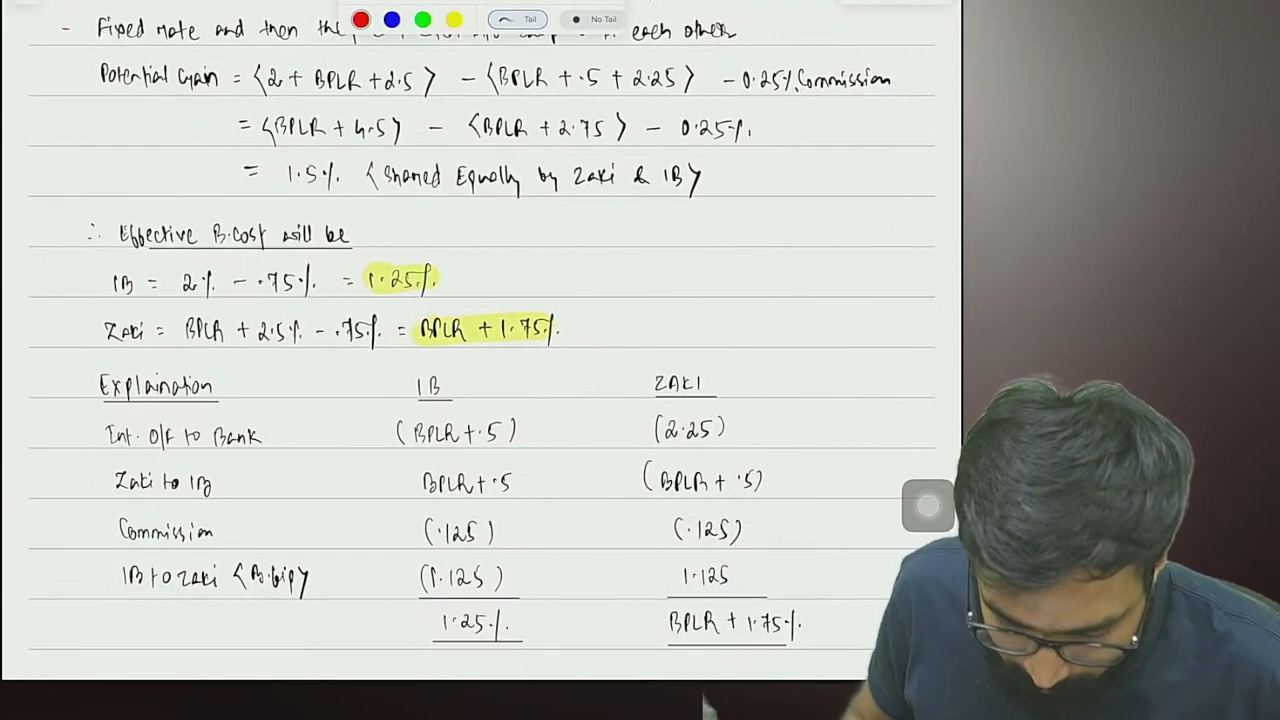 Tail No Tail
- Fixed rate and then the each other
Potential Gain = <2 + BPLR + 2.5> - <BPLR + .5 + 2.25> - 0.25% Commission
= <BPLR + 4.5> - <BPLR + 2.75> - 0.25%
= 1.5% <Shared Equally by Zaki & IB>
∴ Effective B.Cost will be
IB = 2% - .75% = 1.25%
Zaki = BPLR + 2.5% - .75% = BPLR + 1.75%
Explaination IB ZAKI
Int. O/F to Bank (BPLR + .5) (2.25)
Zaki to IB BPLR + .5 (BPLR + .5)
Commission (.125) (.125)
IB to Zaki <B.fig> (1.125) 1.125
1.25% BPLR + 1.75%